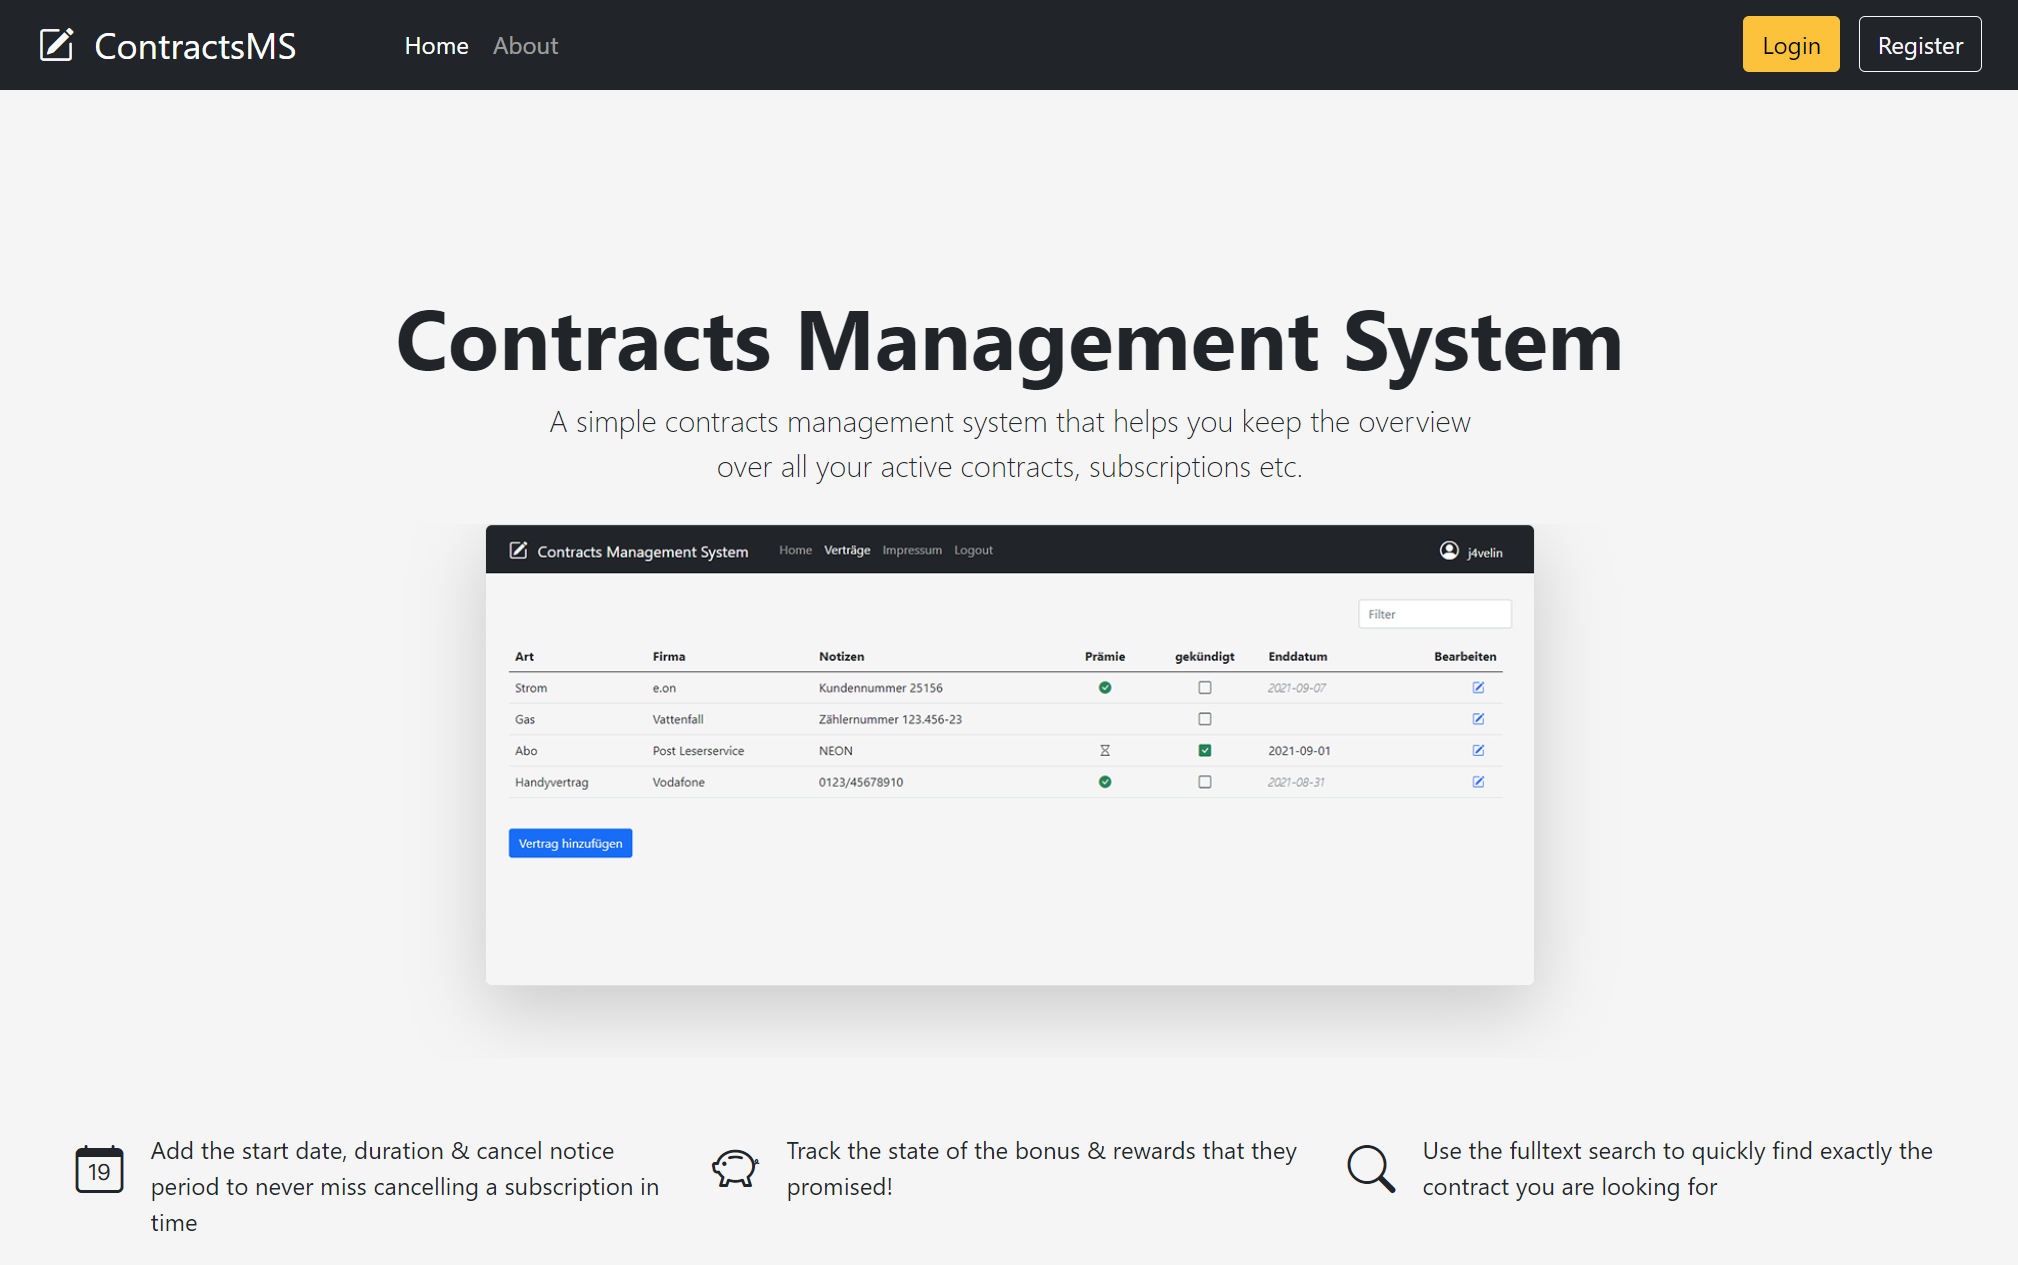 ContractsMS Home About Login Register
Contracts Management System
A simple contracts management system that helps you keep the overview
over all your active contracts, subscriptions etc.
Contracts Management System Home Verträge Impressum Logout j4velin
Filter
Art Firma Notizen Prämie gekündigt Enddatum Bearbeiten
Strom e.on Kundennummer 25156 2021-09-07
Gas Vattenfall Zählernummer 123.456-23
Abo Post Leserservice NEON 2021-09-01
Handyvertrag Vodafone 0123/45678910 2021-08-31
Vertrag hinzufügen
19
Add the start date, duration & cancel notice
period to never miss cancelling a subscription in
time
Track the state of the bonus & rewards that they
promised!
Use the fulltext search to quickly find exactly the
contract you are looking for